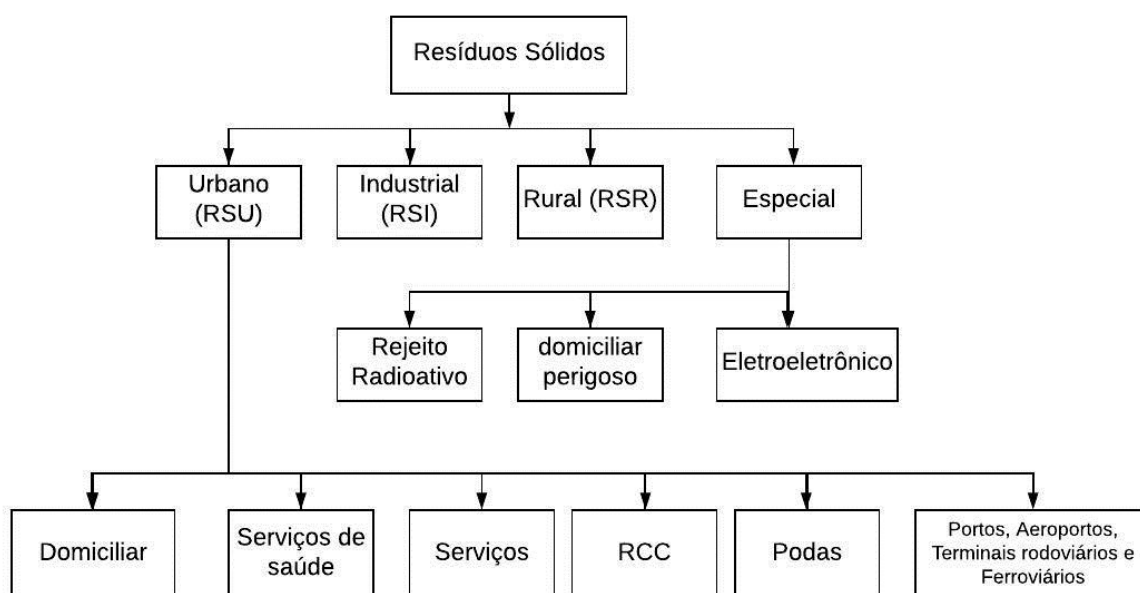 Resíduos Sólidos
Urbano
(RSU)
Industrial
(RSI)
Rural (RSR)
Especial
Rejeito
Radioativo
domiciliar
perigoso
Eletroeletrônico
Domiciliar
Serviços de
saúde
Serviços
RCC
Podas
Portos, Aeroportos,
Terminais rodoviários e
Ferroviários